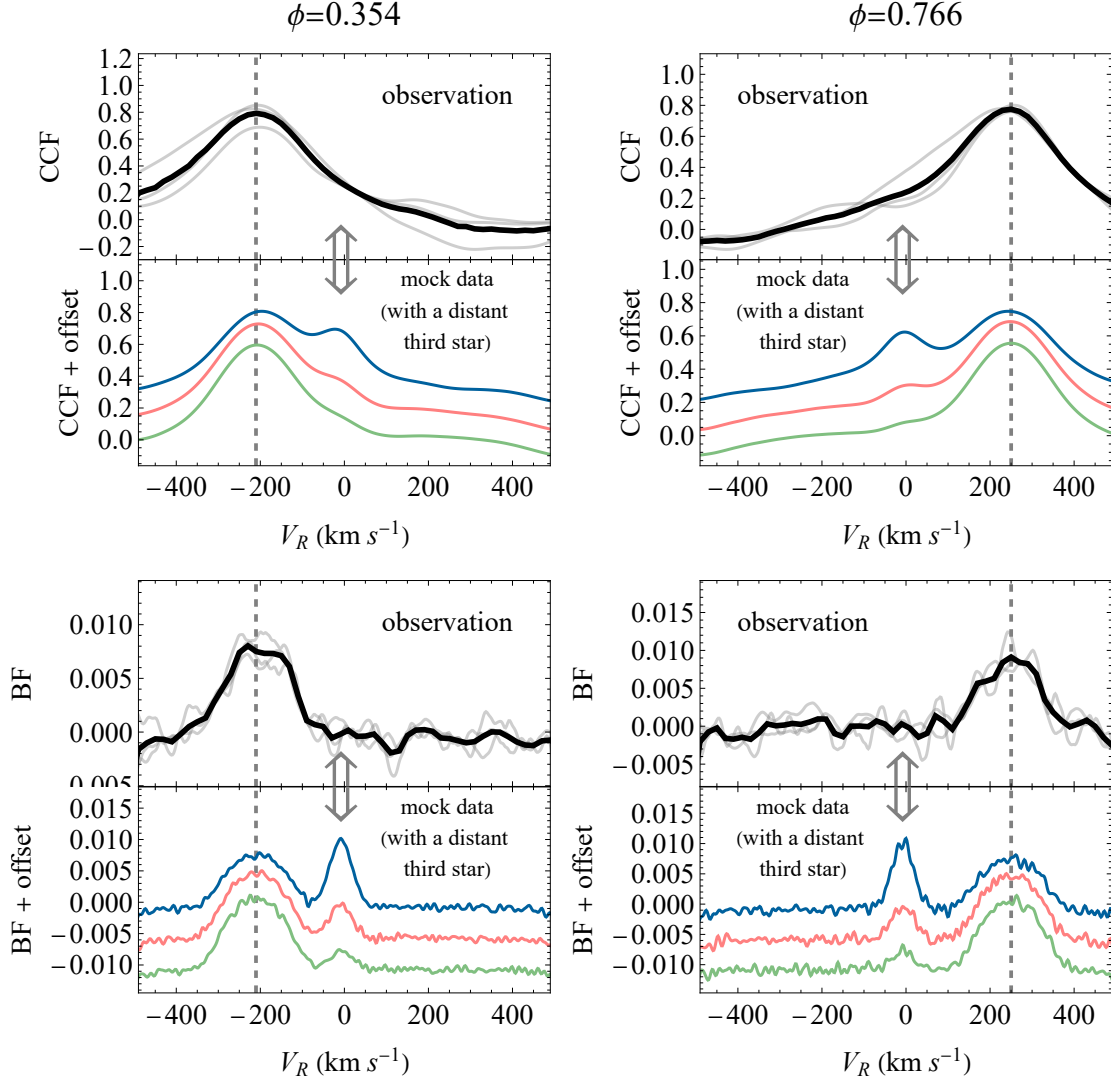 ϕ=0.354
ϕ=0.766
1.2
1.0
0.8
0.6
0.4
0.2
0.0
−0.2
CCF
observation
1.0
0.8
0.6
0.4
0.2
0.0
CCF
observation
1.0
0.8
0.6
0.4
0.2
0.0
CCF + offset
mock data
(with a distant
third star)
−400 −200 0 200 400
V_R (km s⁻¹)
1.0
0.8
0.6
0.4
0.2
0.0
CCF + offset
mock data
(with a distant
third star)
−400 −200 0 200 400
V_R (km s⁻¹)
0.010
0.005
0.000
0.005
BF
observation
0.015
0.010
0.005
0.000
−0.005
BF
observation
0.015
0.010
0.005
0.000
−0.005
−0.010
BF + offset
mock data
(with a distant
third star)
−400 −200 0 200 400
V_R (km s⁻¹)
0.015
0.010
0.005
0.000
−0.005
−0.010
BF + offset
mock data
(with a distant
third star)
−400 −200 0 200 400
V_R (km s⁻¹)